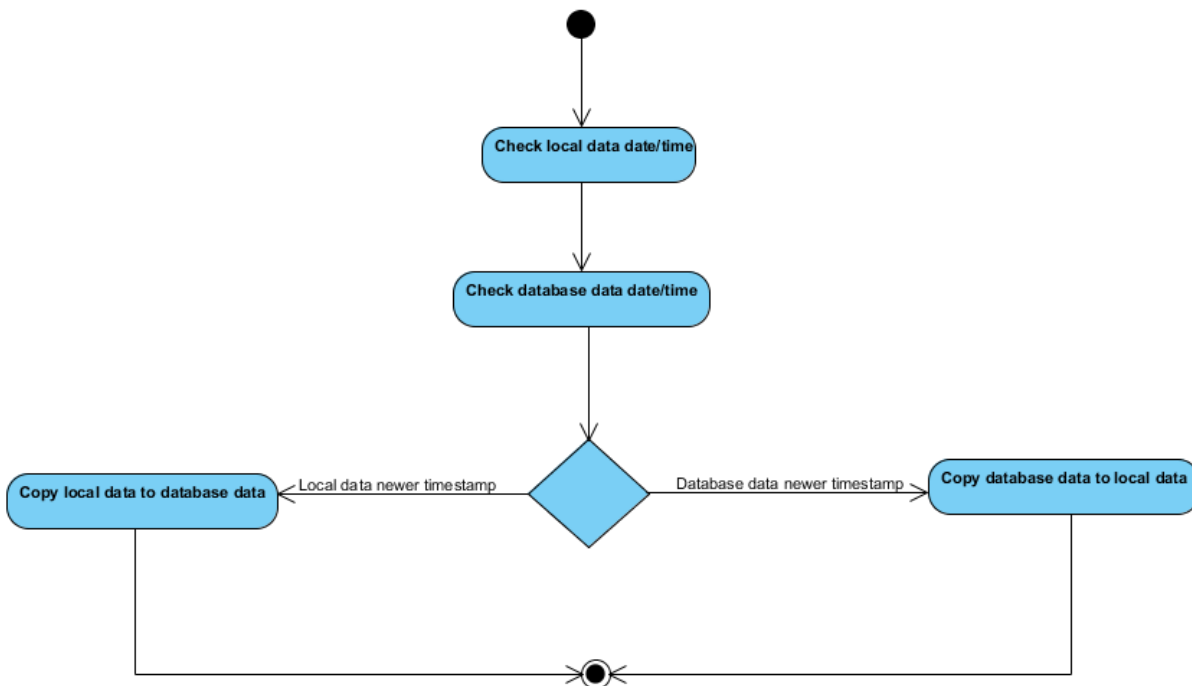 Check local data date/time
Check database data date/time
Local data newer timestamp
Database data newer timestamp
Copy local data to database data
Copy database data to local data